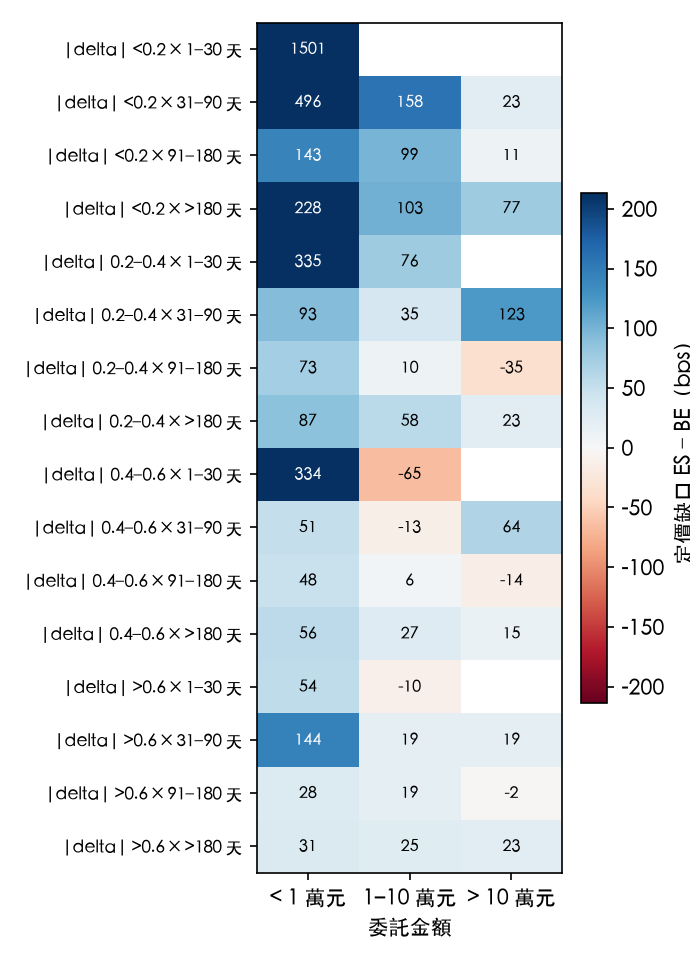 |delta| <0.2×1–30 天 1501
|delta| <0.2×31–90 天 496 158 23
|delta| <0.2×91–180 天 143 99 11
|delta| <0.2×>180 天 228 103 77
|delta| 0.2–0.4×1–30 天 335 76
|delta| 0.2–0.4×31–90 天 93 35 123
|delta| 0.2–0.4×91–180 天 73 10 -35
|delta| 0.2–0.4×>180 天 87 58 23
|delta| 0.4–0.6×1–30 天 334 -65
|delta| 0.4–0.6×31–90 天 51 -13 64
|delta| 0.4–0.6×91–180 天 48 6 -14
|delta| 0.4–0.6×>180 天 56 27 15
|delta| >0.6×1–30 天 54 -10
|delta| >0.6×31–90 天 144 19 19
|delta| >0.6×91–180 天 28 19 -2
|delta| >0.6×>180 天 31 25 23
< 1 萬元 1–10 萬元 > 10 萬元
委託金額
200
150
100
50
0
-50
-100
-150
-200
定價缺口 ES − BE（bps）